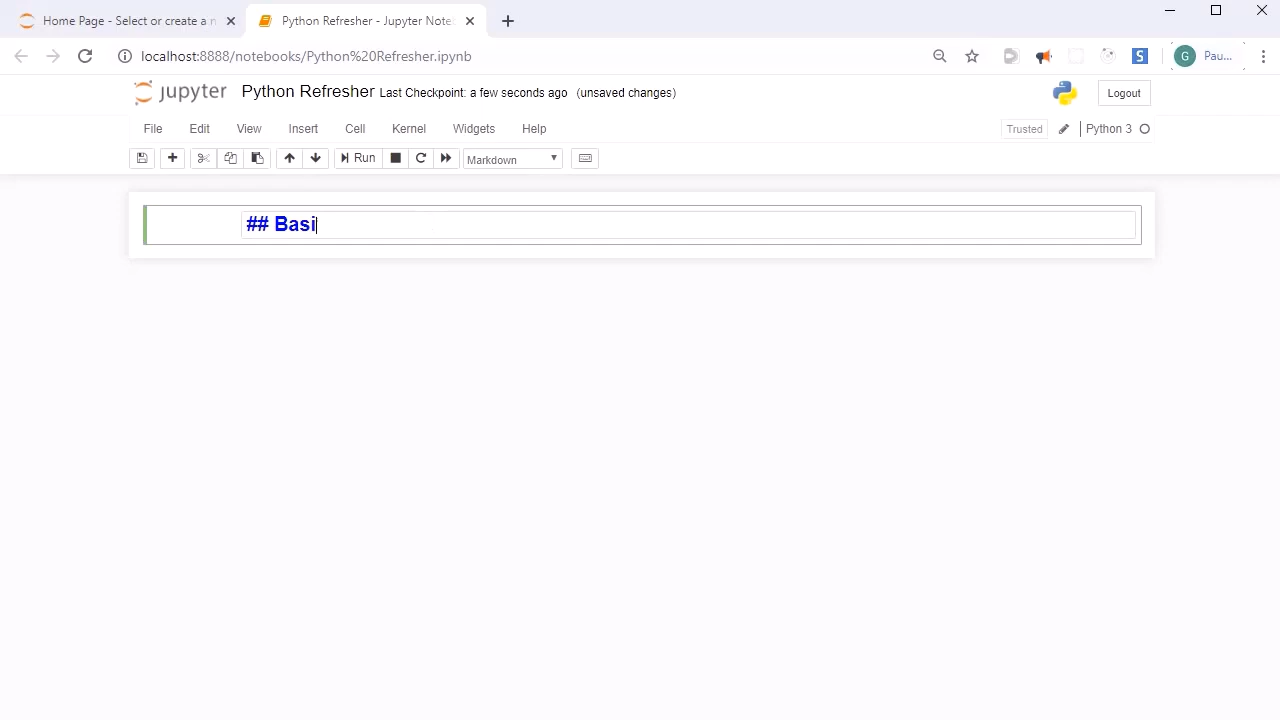 Home Page - Select or create a n
Python Refresher - Jupyter Note
localhost:8888/notebooks/Python%20Refresher.ipynb
S
G Pau...
jupyter Python Refresher Last Checkpoint: a few seconds ago (unsaved changes)
Logout
File Edit View Insert Cell Kernel Widgets Help
Trusted Python 3
Run Markdown
## Basi